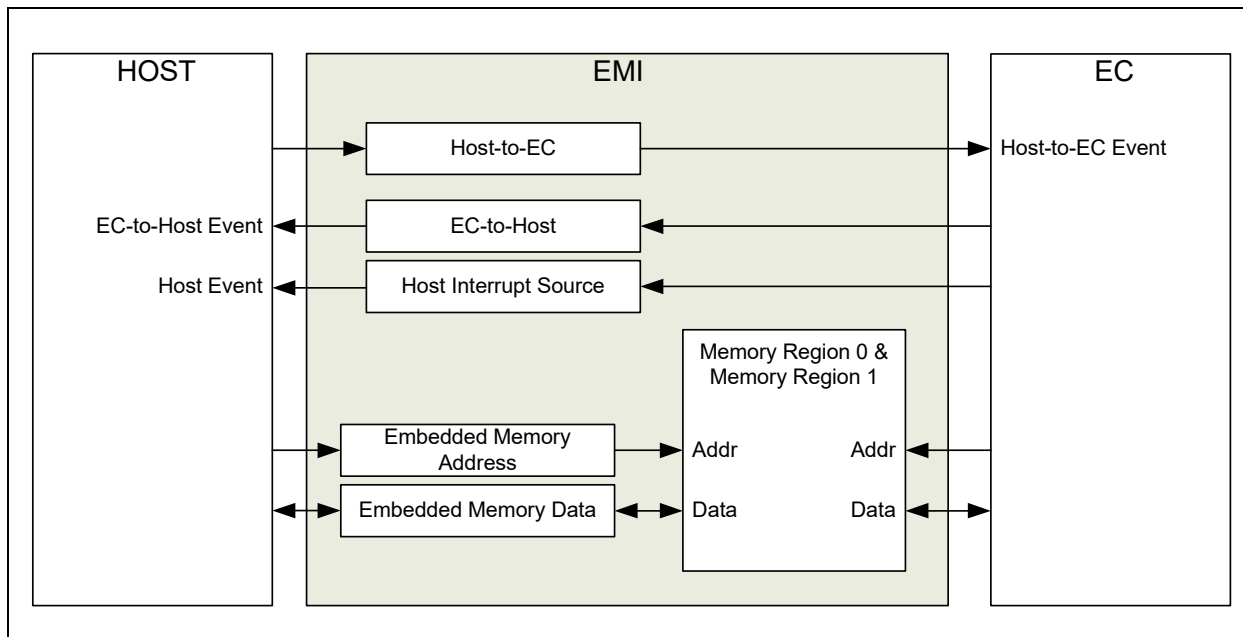 HOST
EMI
EC
Host-to-EC
Host-to-EC Event
EC-to-Host Event
EC-to-Host
Host Event
Host Interrupt Source
Memory Region 0 &
Memory Region 1
Embedded Memory
Address
Addr
Addr
Embedded Memory Data
Data
Data